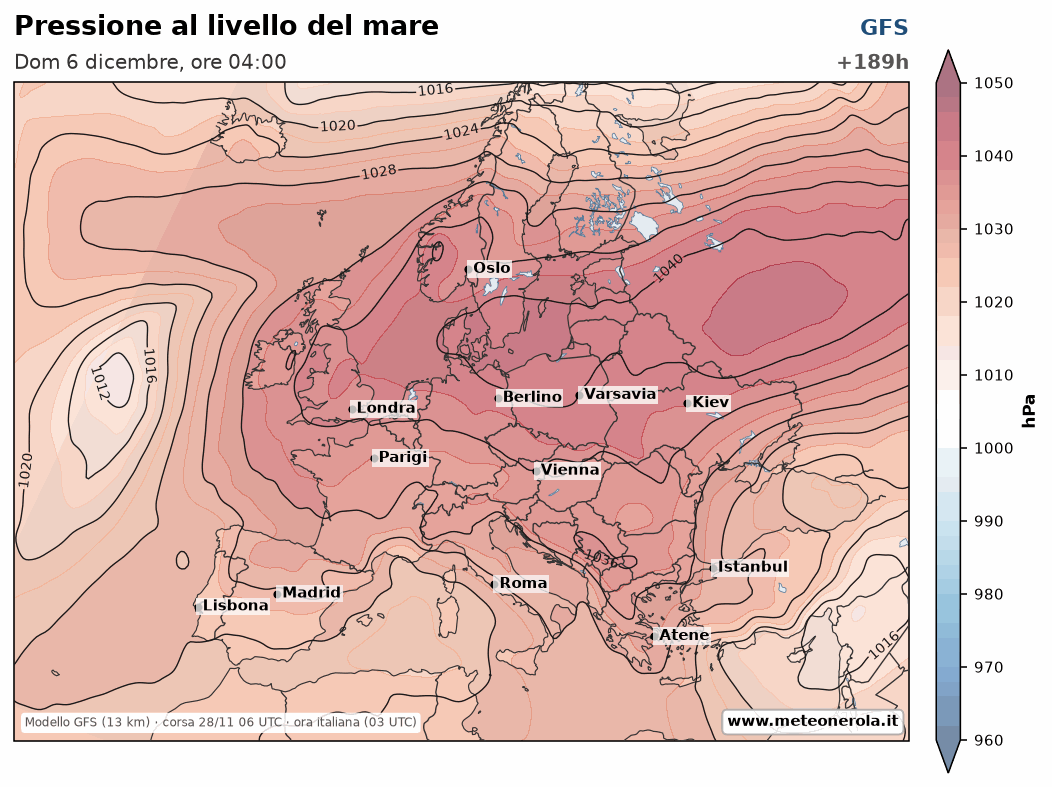 Pressione al livello del mare
GFS
Dom 6 dicembre, ore 04:00
+189h
1016
1020
1024
1028
1040
1016
1012
1020
1036
1016
Oslo
Londra
Berlino
Varsavia
Kiev
Parigi
Vienna
Istanbul
Roma
Madrid
Lisbona
Atene
Modello GFS (13 km) · corsa 28/11 06 UTC · ora italiana (03 UTC)
www.meteonerola.it
1050
1040
1030
1020
1010
1000
990
980
970
960
hPa